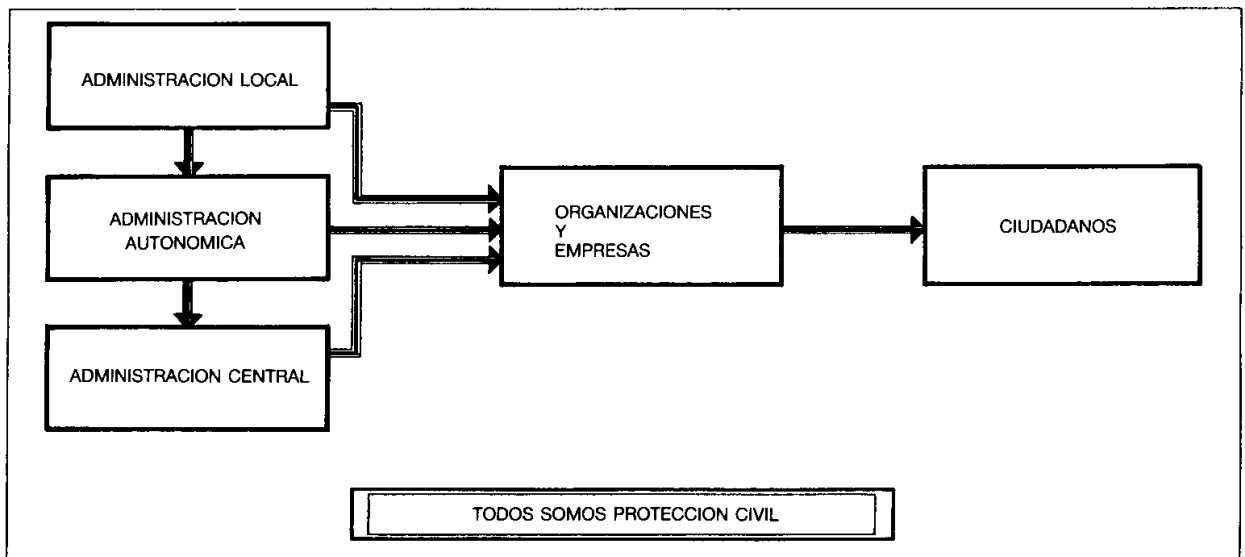 ADMINISTRACION LOCAL
ADMINISTRACION
AUTONOMICA
ADMINISTRACION CENTRAL
ORGANIZACIONES
Y
EMPRESAS
CIUDADANOS
TODOS SOMOS PROTECCION CIVIL